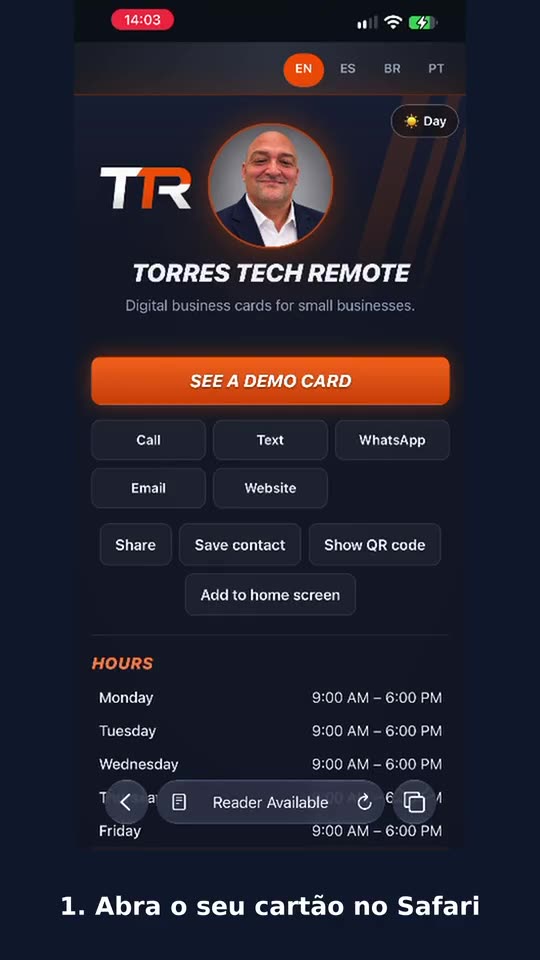 14:03
EN ES BR PT
☀️ Day
TTR
TORRES TECH REMOTE
Digital business cards for small businesses.
SEE A DEMO CARD
Call Text WhatsApp
Email Website
Share Save contact Show QR code
Add to home screen
HOURS
Monday 9:00 AM – 6:00 PM
Tuesday 9:00 AM – 6:00 PM
Wednesday 9:00 AM – 6:00 PM
Reader Available
Friday 9:00 AM – 6:00 PM
1. Abra o seu cartão no Safari